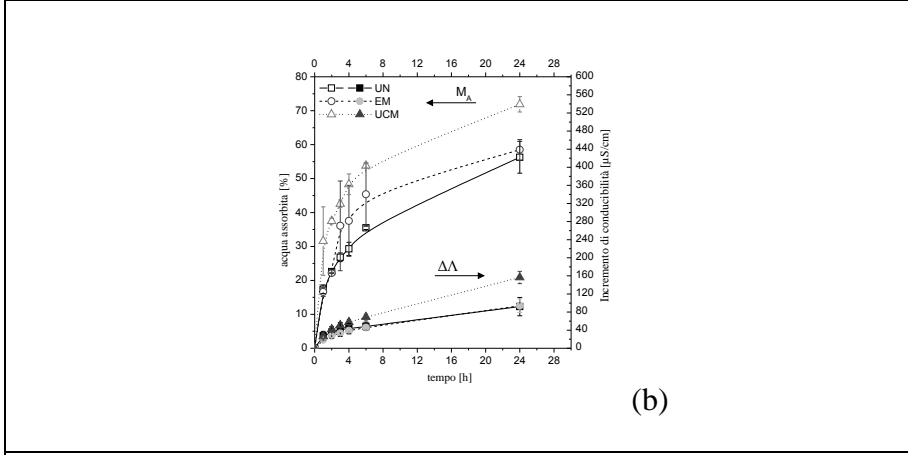 0 4 8 12 16 20 24 28
80
70
60
50
40
30
20
10
0
acqua assorbita [%]
UN
EM
UCM
M_A
ΔΛ
600
560
520
480
440
400
360
320
280
240
200
160
120
80
40
0
Incremento di conducibilità [µS/cm]
0 4 8 12 16 20 24 28
tempo [h]
(b)